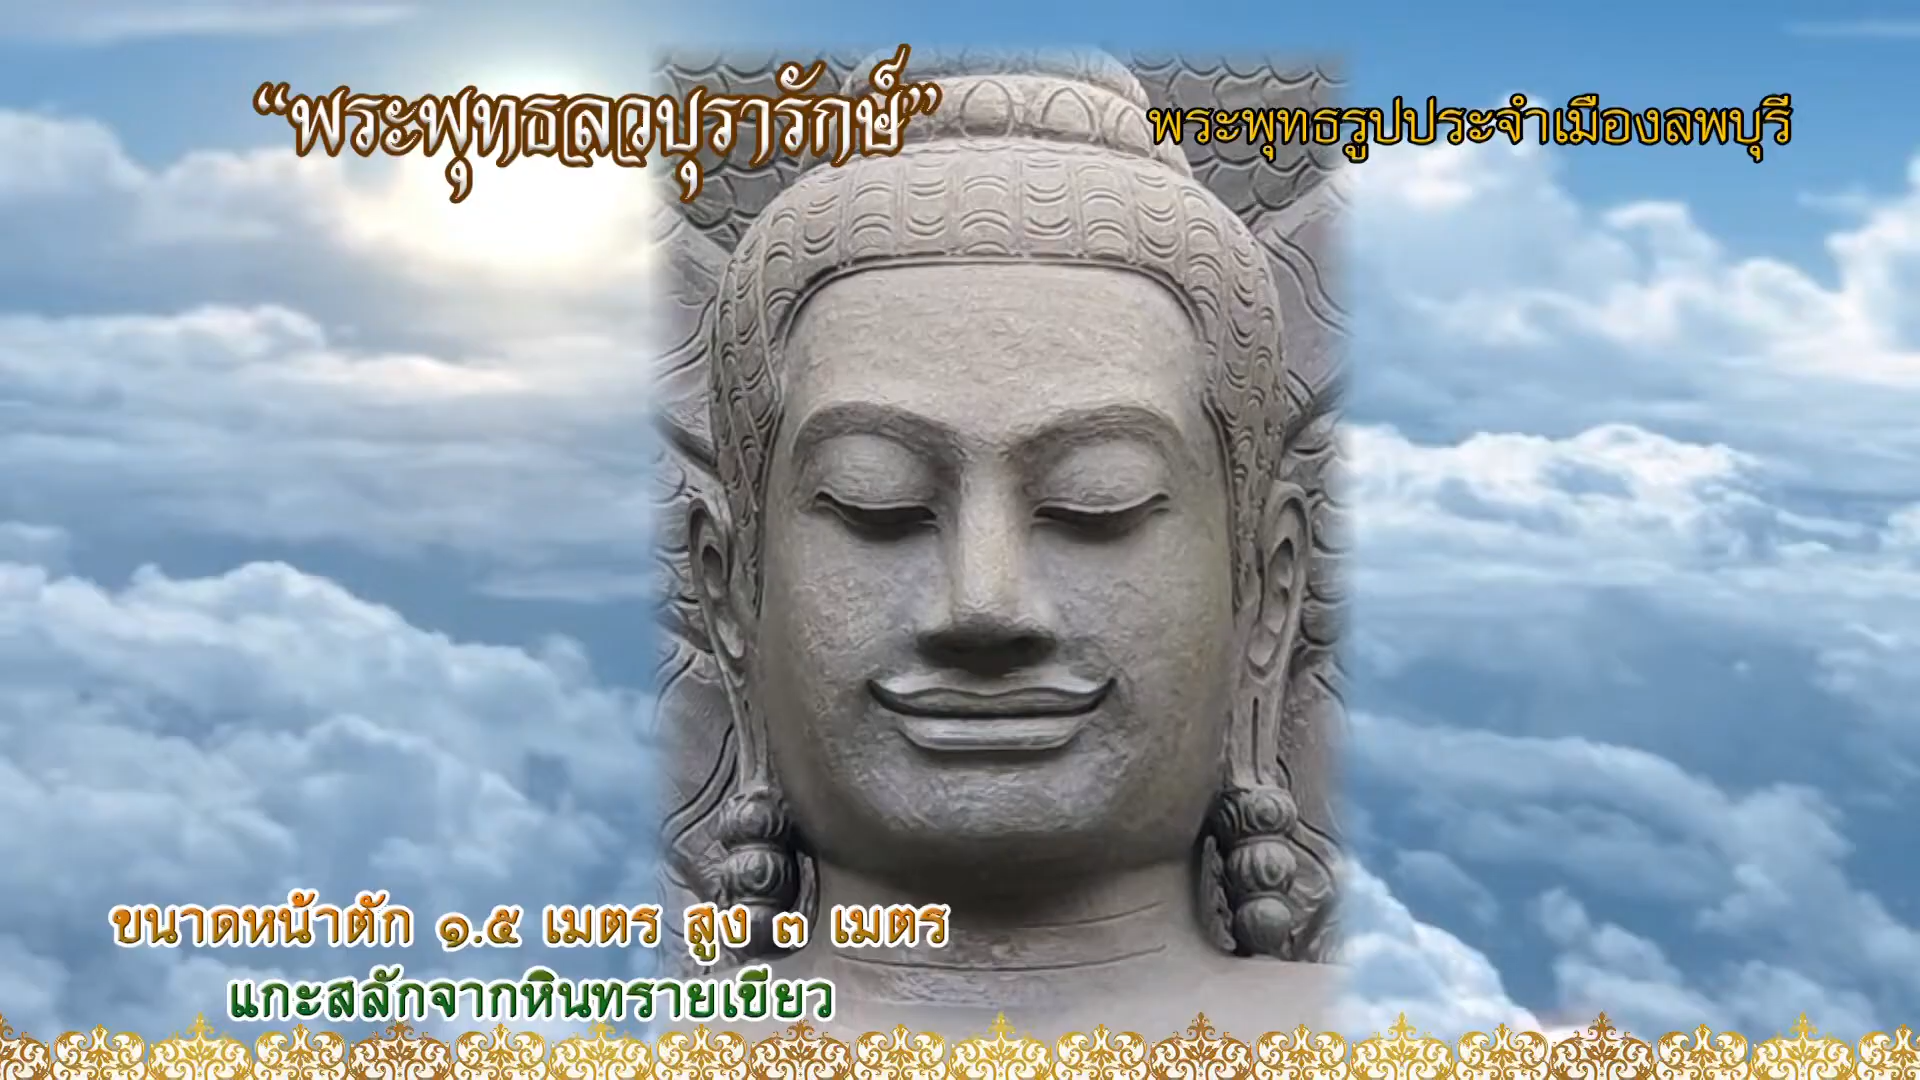 “พระพุทธลวปุรารักษ์”
พระพุทธรูปประจำเมืองลพบุรี
ขนาดหน้าตัก ๑.๕ เมตร สูง ๓ เมตร
แกะสลักจากหินทรายเขียว